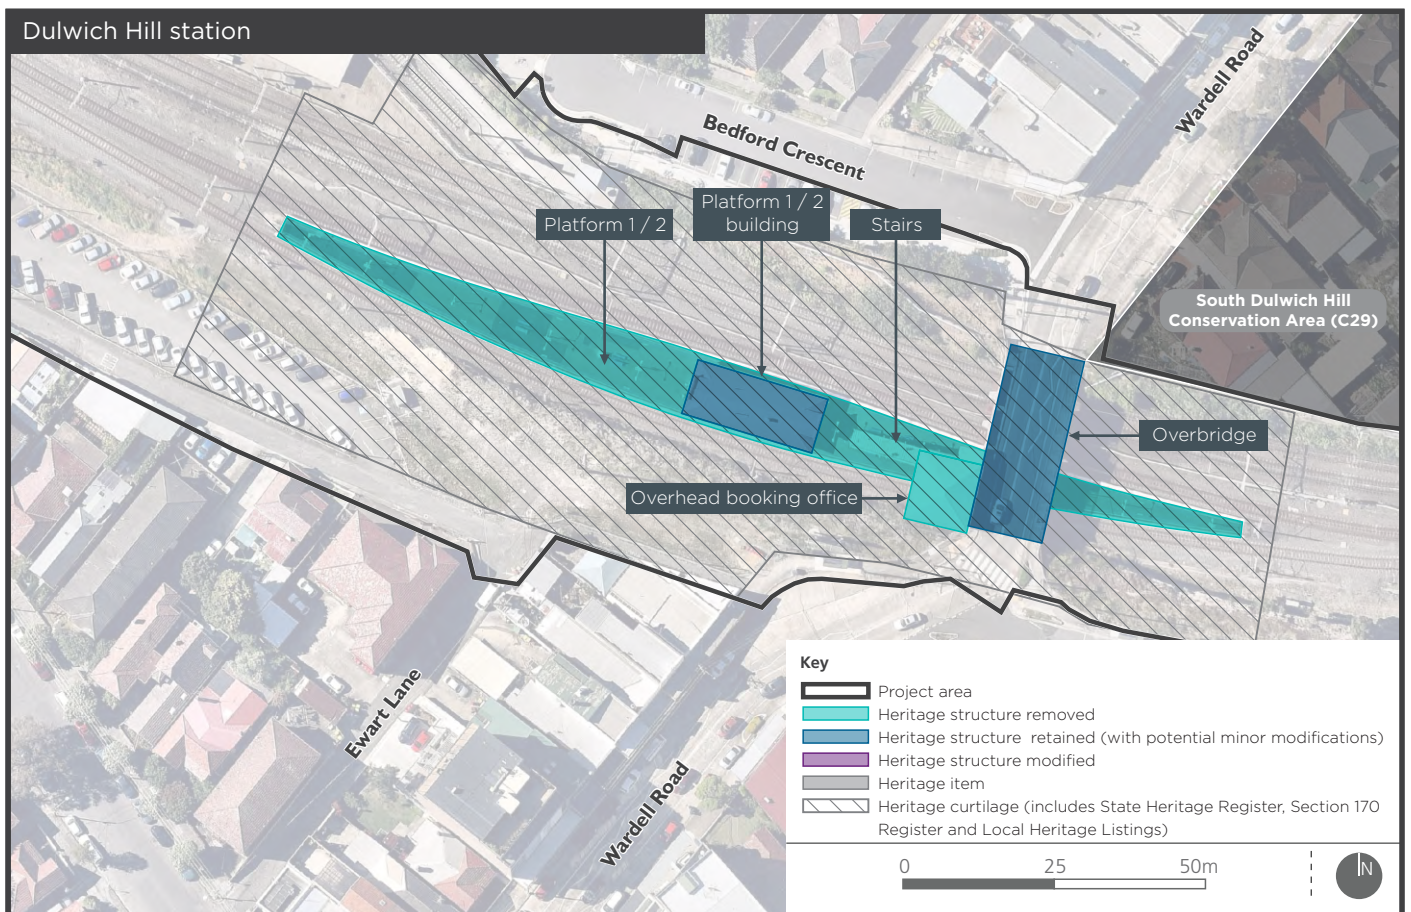 Dulwich Hill station
Wardell Road
Bedford Crescent
Platform 1 / 2
Platform 1 / 2
building
Stairs
South Dulwich Hill
Conservation Area (C29)
Overbridge
Overhead booking office
Ewart Lane
Wardell Road
Key
Project area
Heritage structure removed
Heritage structure retained (with potential minor modifications)
Heritage structure modified
Heritage item
Heritage curtilage (includes State Heritage Register, Section 170
Register and Local Heritage Listings)
0 25 50m
N